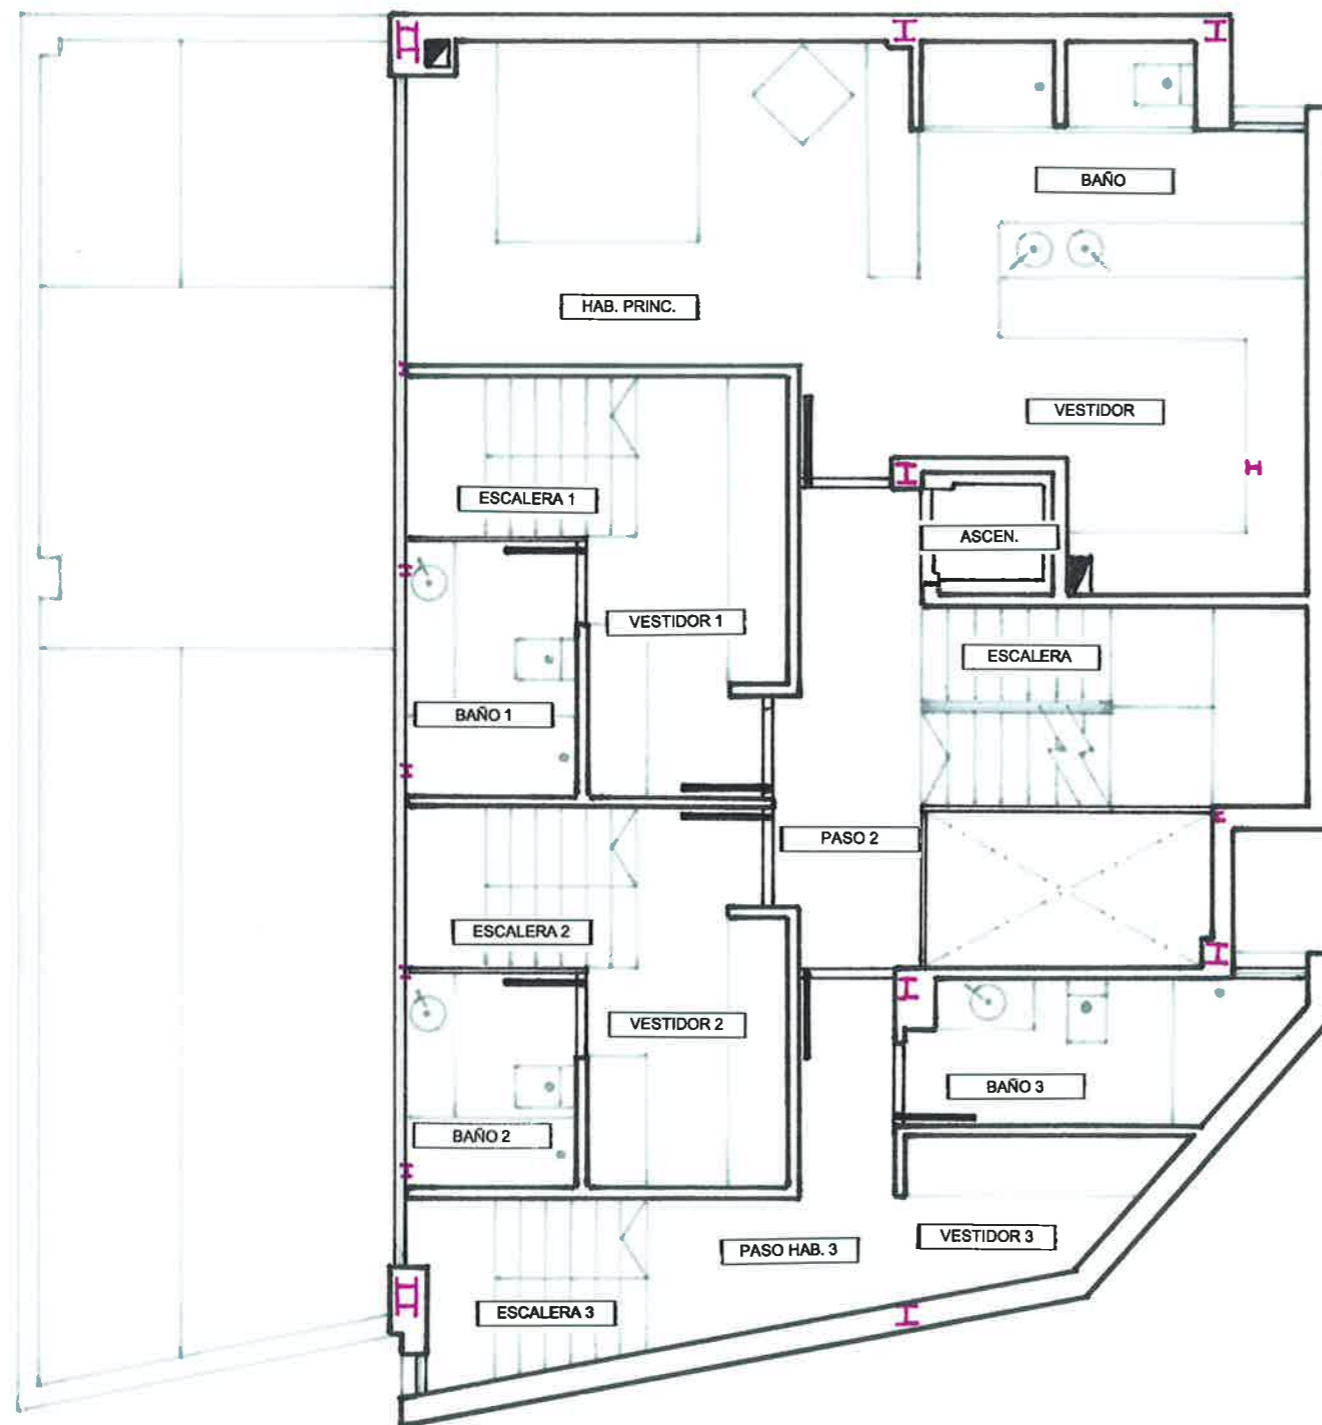 BAÑO
HAB. PRINC.
VESTIDOR
ESCALERA 1
ASCEN.
VESTIDOR 1
ESCALERA
BAÑO 1
PASO 2
ESCALERA 2
VESTIDOR 2
BAÑO 3
BAÑO 2
VESTIDOR 3
PASO HAB. 3
ESCALERA 3